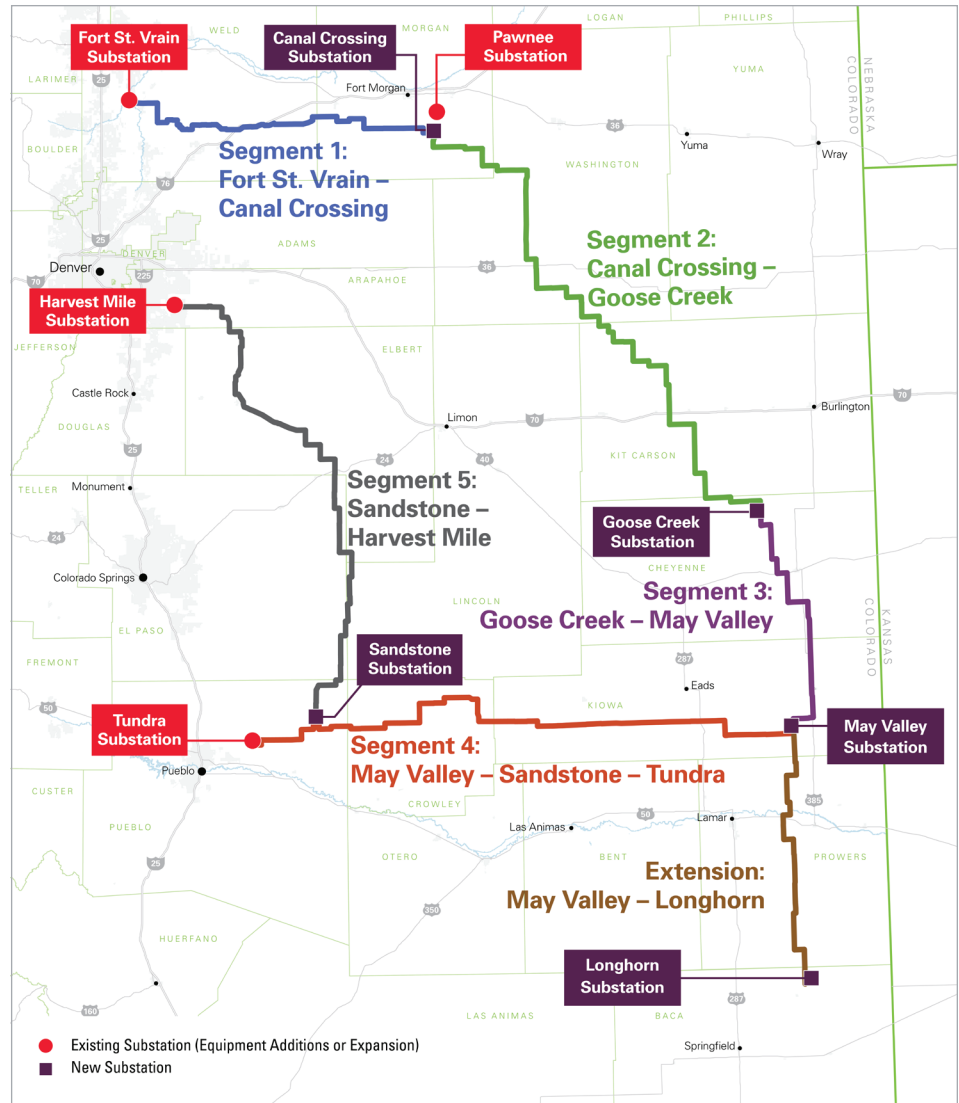 LOGAN
PHILLIPS
WELD
MORGAN
Fort St. Vrain
Substation
Canal Crossing
Substation
Pawnee
Substation
YUMA
NEBRASKA
COLORADO
LARIMER
25
Fort Morgan
36
Yuma
Wray
BOULDER
Segment 1:
Fort St. Vrain –
Canal Crossing
WASHINGTON
76
25
ADAMS
Segment 2:
Canal Crossing –
Goose Creek
DENVER
Denver
70
225
36
ARAPAHOE
Harvest Mile
Substation
JEFFERSON
ELBERT
Castle Rock
70
Burlington
Limon
70
DOUGLAS
25
24
40
KIT CARSON
TELLER
Monument
Segment 5:
Sandstone –
Harvest Mile
Goose Creek
Substation
24
CHEYENNE
Colorado Springs
Segment 3:
Goose Creek – May Valley
LINCOLN
KANSAS
COLORADO
EL PASO
Sandstone
Substation
FREMONT
287
Eads
50
KIOWA
Tundra
Substation
May Valley
Substation
Segment 4:
May Valley – Sandstone – Tundra
Pueblo
CUSTER
CROWLEY
385
50
Lamar
Las Animas
PUEBLO
OTERO
BENT
PROWERS
25
Extension:
May Valley – Longhorn
350
HUERFANO
Longhorn
Substation
287
160
LAS ANIMAS
BACA
Springfield
Existing Substation (Equipment Additions or Expansion)
New Substation